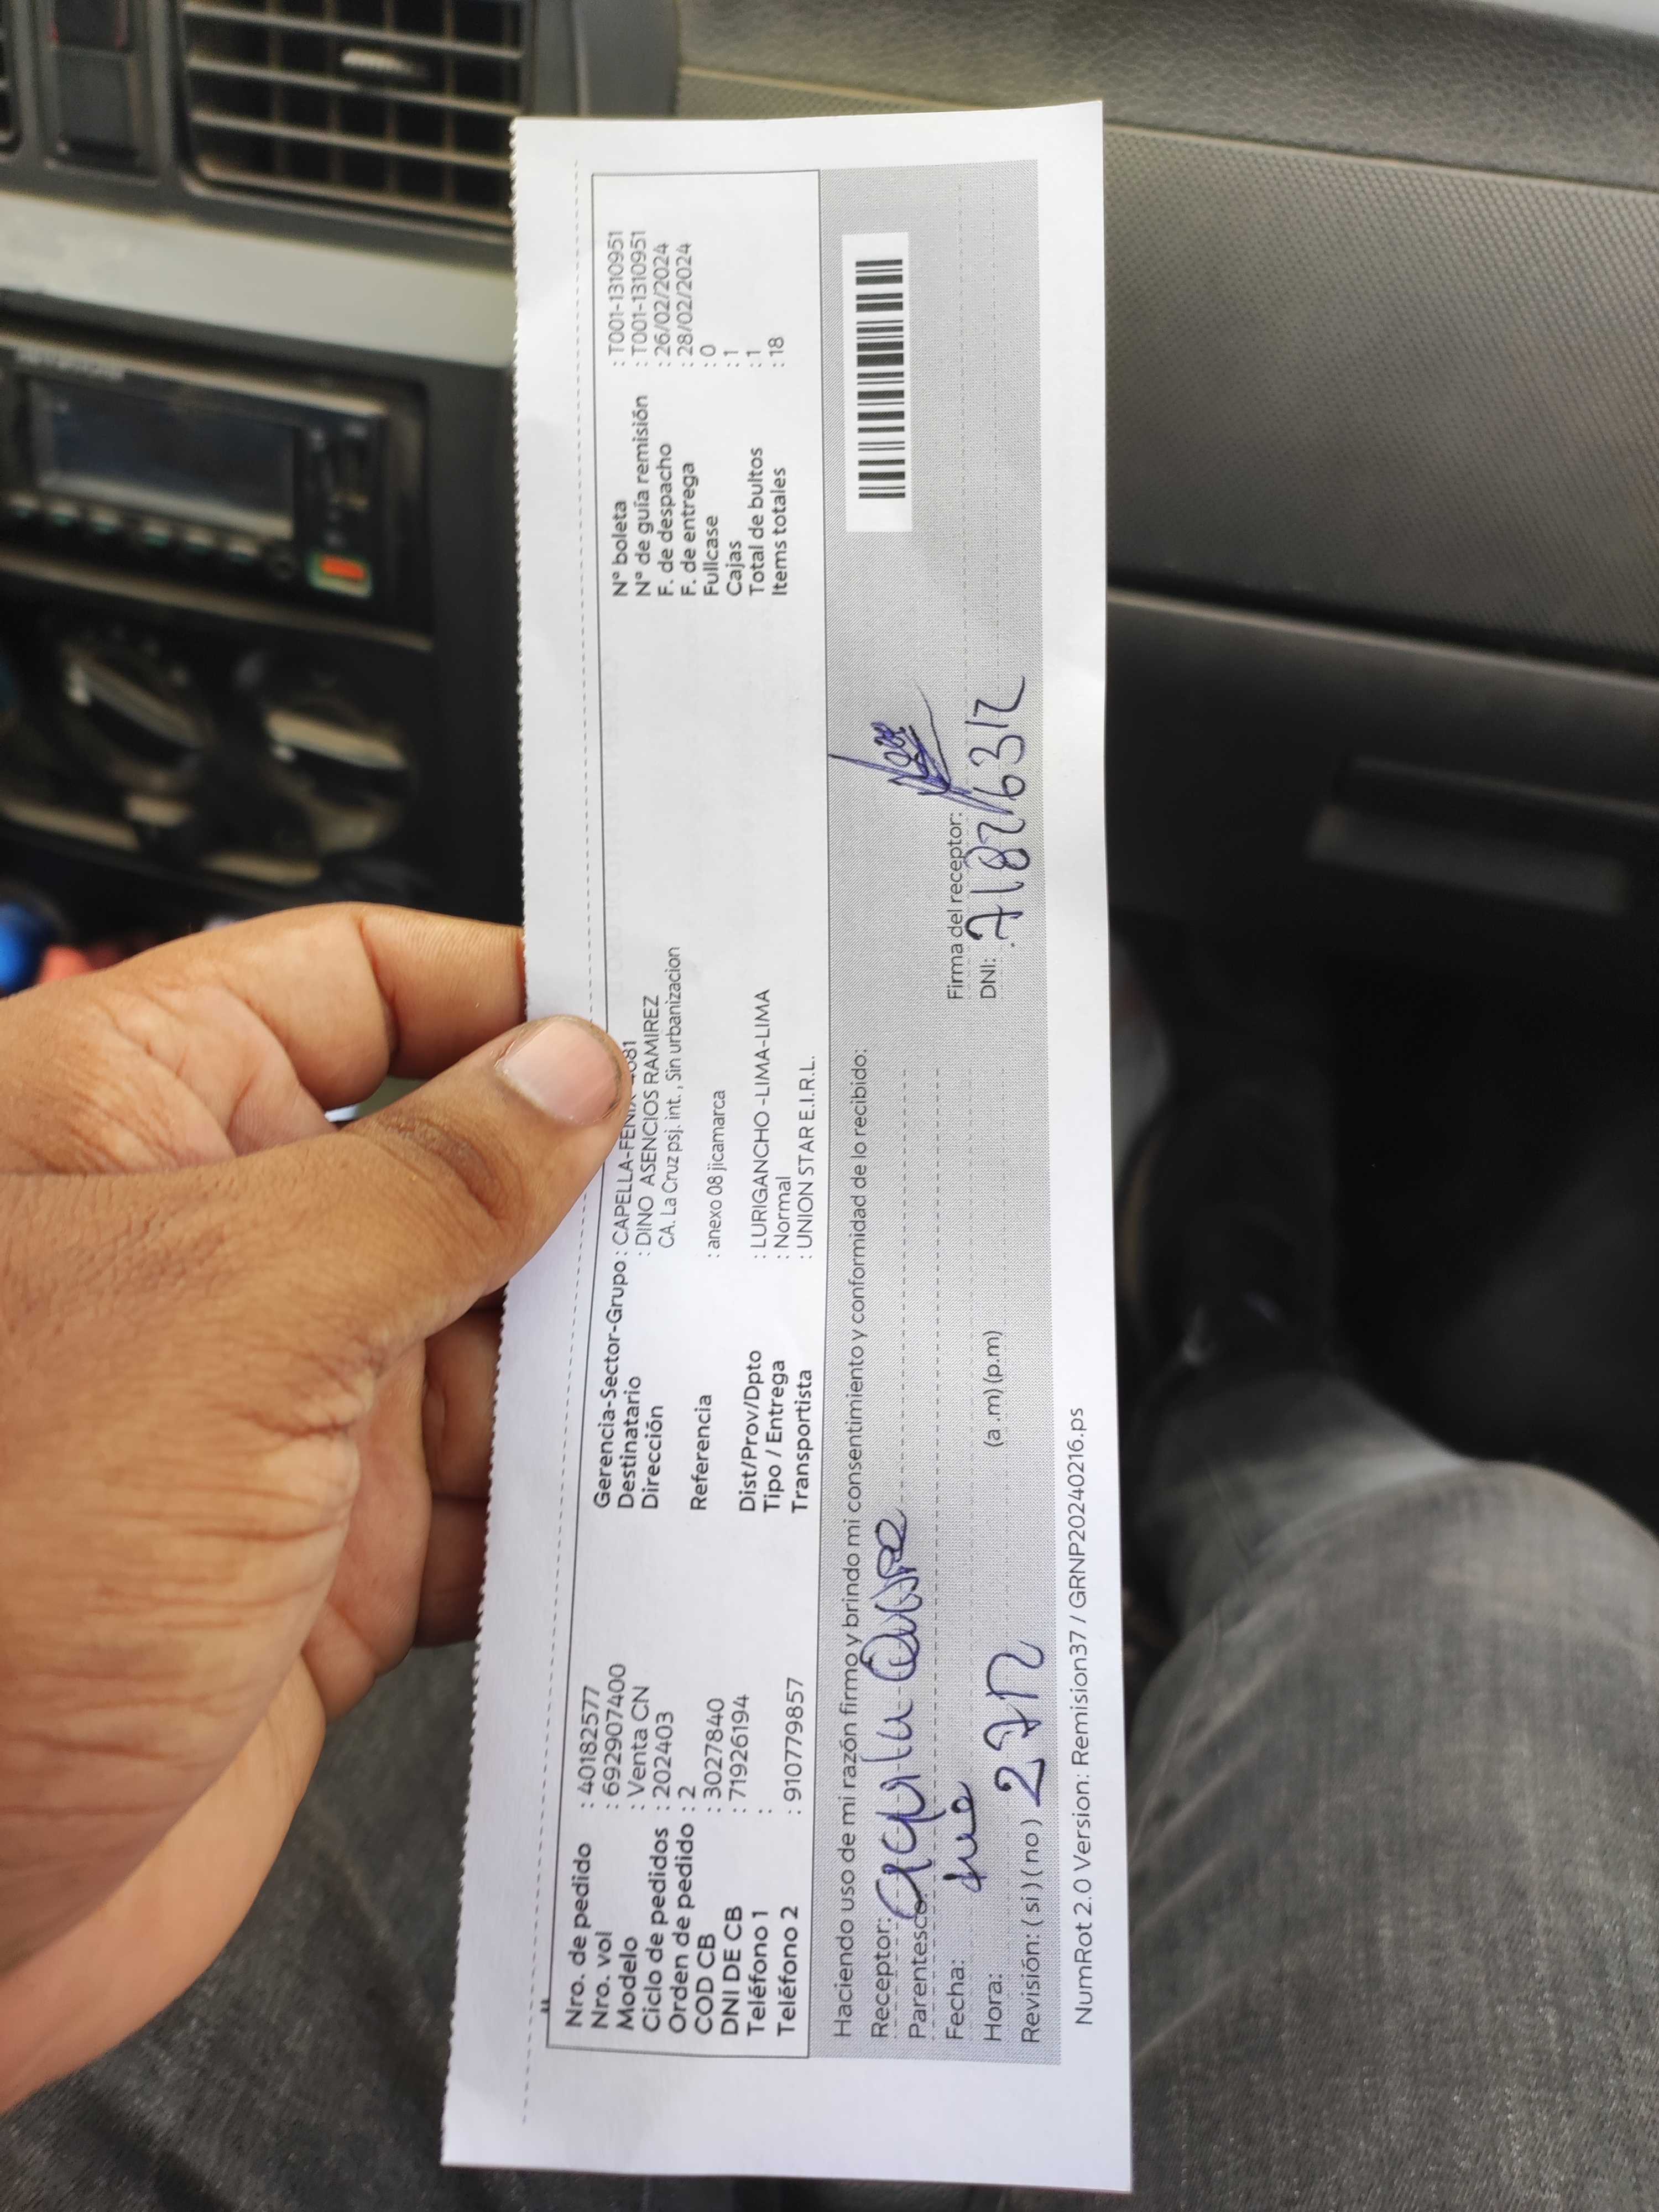 Nro. de pedido : 40182577
Nro. vol : 692907400
Modelo : Venta CN
Ciclo de pedidos : 202403
Orden de pedido : 2
COD CB : 3027840
DNI DE CB : 71926194
Teléfono 1 :
Teléfono 2 : 910779857
Gerencia-Sector-Grupo : CAPELLA-FENIX
Destinatario : DINO ASENCIOS RAMIREZ
Dirección CA. La Cruz psj. int. , Sin urbanizacion
Referencia : anexo 08 jicamarca
Dist/Prov/Dpto : LURIGANCHO -LIMA-LIMA
Tipo / Entrega : Normal
Transportista : UNION STAR E.I.R.L.
N° boleta : T001-1310951
N° de guía remisión : T001-1310951
F. de despacho : 26/02/2024
F. de entrega : 28/02/2024
Fullcase : 0
Cajas : 1
Total de bultos : 1
Items totales : 18
Haciendo uso de mi razón firmo y brindo mi consentimiento y conformidad de lo recibido:
Receptor:
Parentesco:
Fecha:
Hora: (a .m) (p.m)
Revisión: ( si ) ( no )
Firma del receptor:
DNI:
NumRot 2.0 Version: Remision37 / GRNP20240216.ps